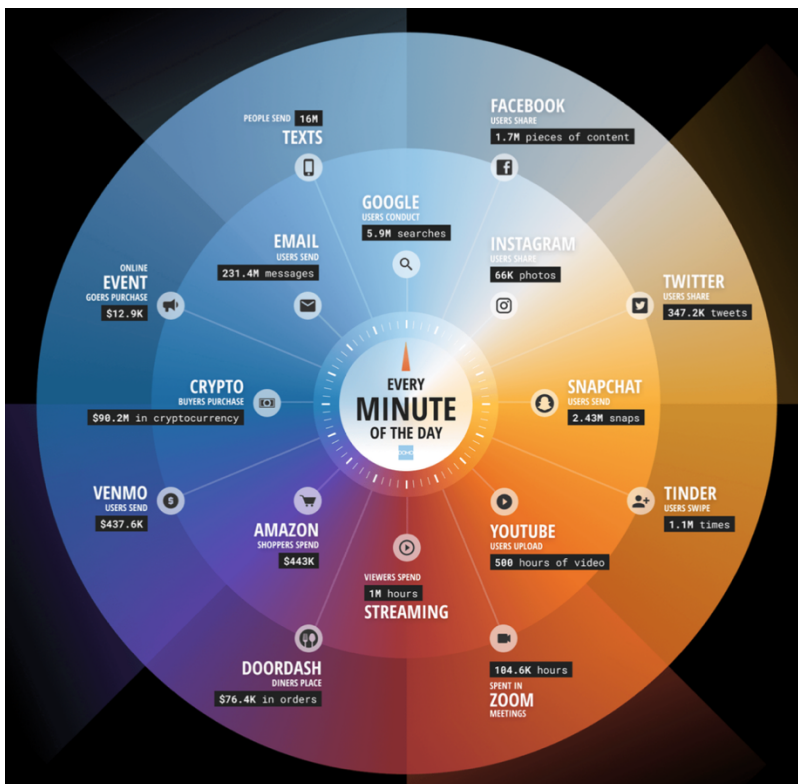 PEOPLE SEND 16M
TEXTS
FACEBOOK
USERS SHARE
1.7M pieces of content
GOOGLE
USERS CONDUCT
5.9M searches
EMAIL
USERS SEND
231.4M messages
INSTAGRAM
USERS SHARE
66K photos
ONLINE
EVENT
GOERS PURCHASE
$12.9K
TWITTER
USERS SHARE
347.2K tweets
CRYPTO
BUYERS PURCHASE
$90.2M in cryptocurrency
EVERY
MINUTE
OF THE DAY
DOMO
SNAPCHAT
USERS SEND
2.43M snaps
VENMO
USERS SEND
$437.6K
AMAZON
SHOPPERS SPEND
$443K
VIEWERS SPEND
1M hours
STREAMING
YOUTUBE
USERS UPLOAD
500 hours of video
TINDER
USERS SWIPE
1.1M times
DOORDASH
DINERS PLACE
$76.4K in orders
104.6K hours
SPENT IN
ZOOM
MEETINGS